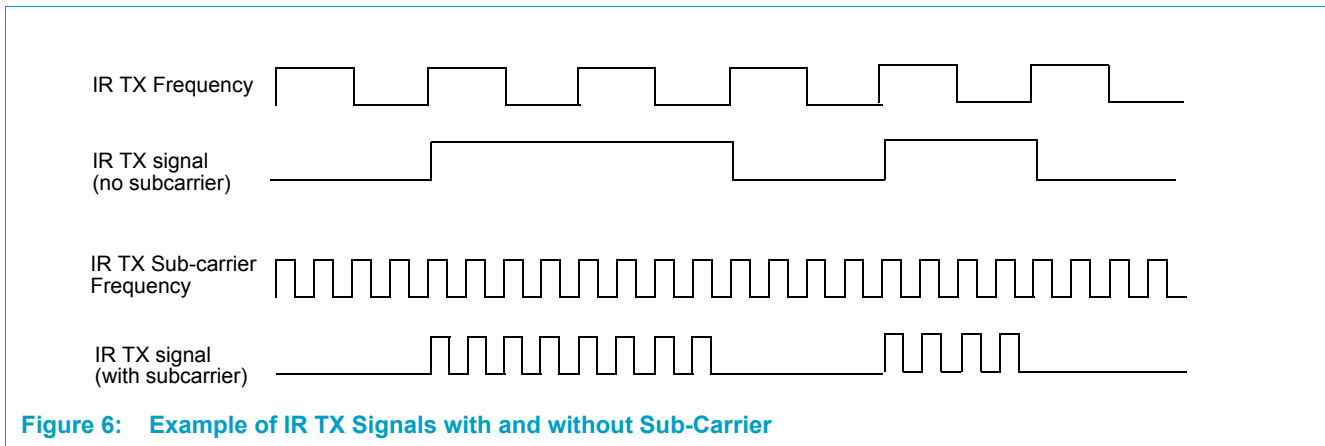 IR TX Frequency
IR TX signal
(no subcarrier)
IR TX Sub-carrier
Frequency
IR TX signal
(with subcarrier)
Figure 6: Example of IR TX Signals with and without Sub-Carrier